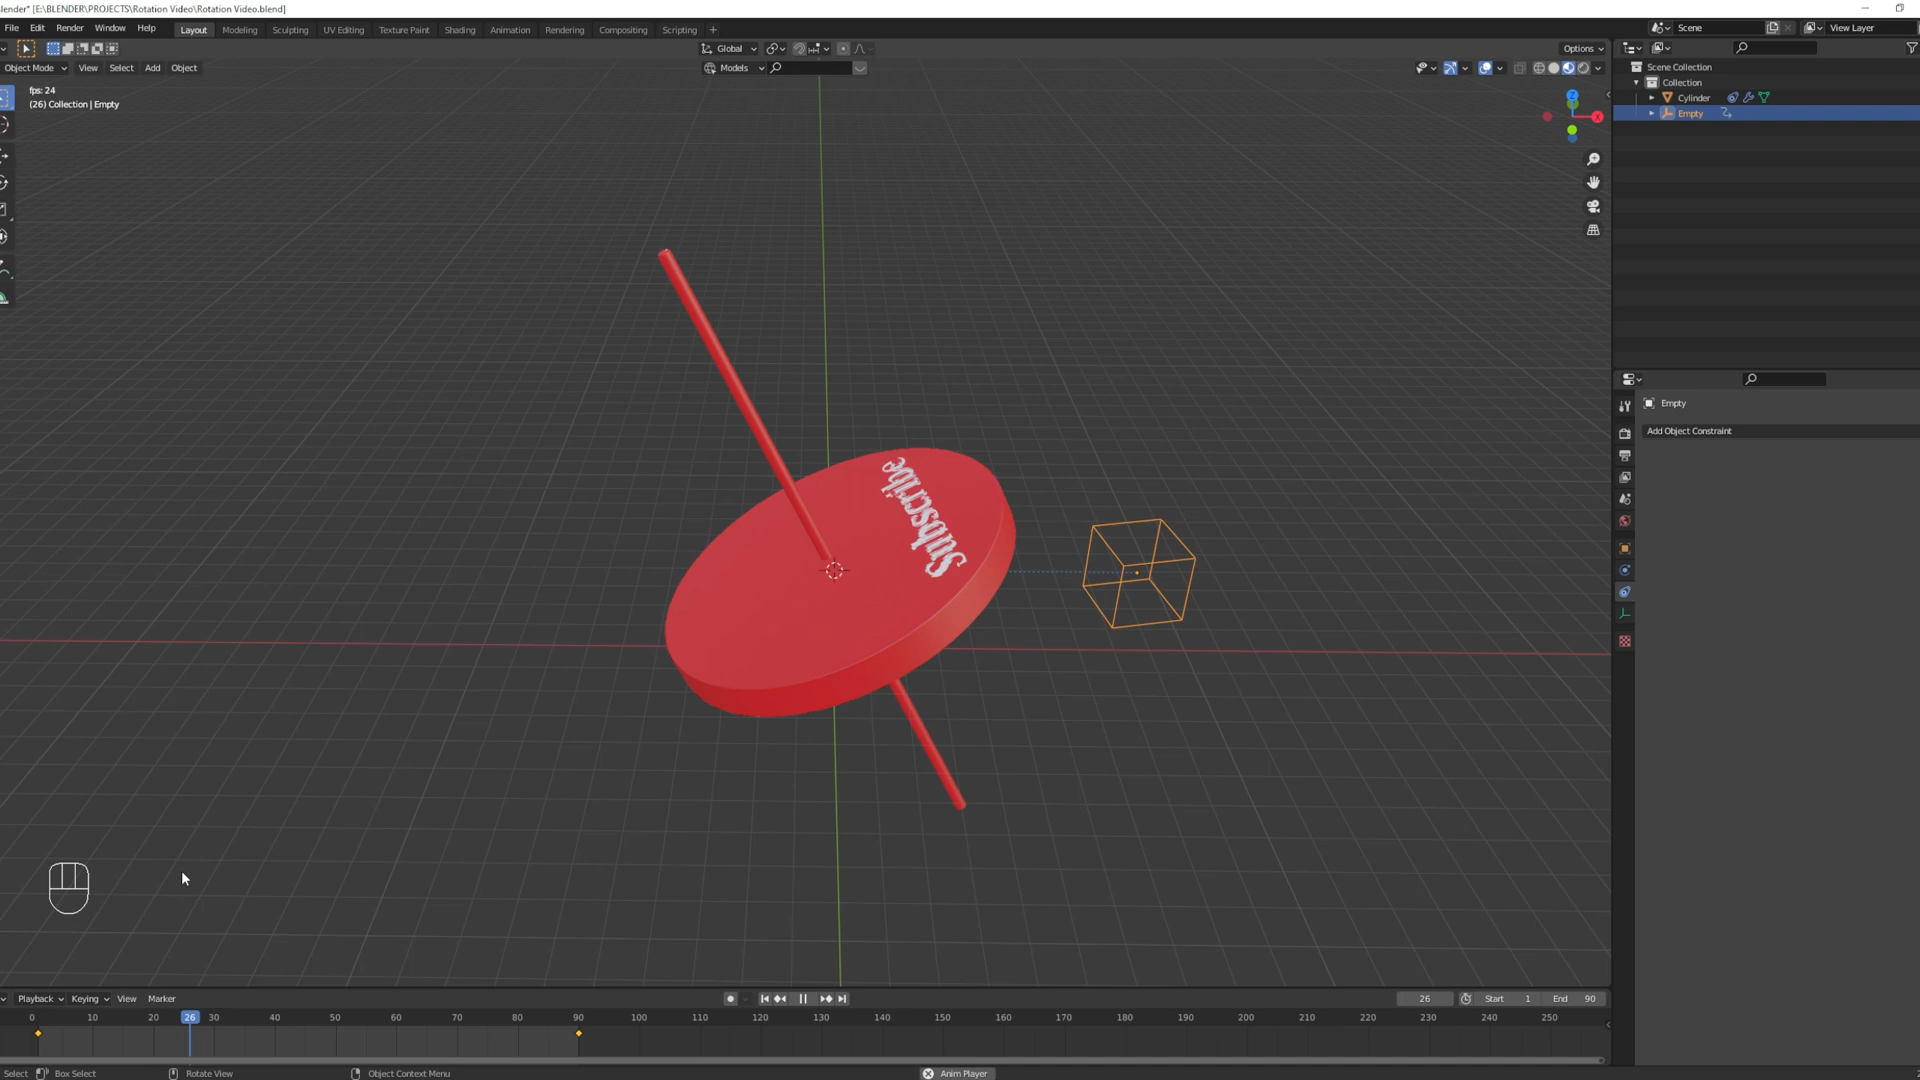 lender* [E:\BLENDER\PROJECTS\Rotation Video\Rotation Video.blend]
File Edit Render Window Help Layout Modeling Sculpting UV Editing Texture Paint Shading Animation Rendering Compositing Scripting + Scene View Layer
Global Options
Object Mode View Select Add Object Models
fps: 24
(26) Collection | Empty
Scene Collection
Collection
Cylinder
Empty
Z
X
Subscribe
Empty
Add Object Constraint
Playback Keying View Marker 26 Start 1 End 90
0 10 20 26 30 40 50 60 70 80 90 100 110 120 130 140 150 160 170 180 190 200 210 220 230 240 250
Select Box Select Rotate View Object Context Menu Anim Player